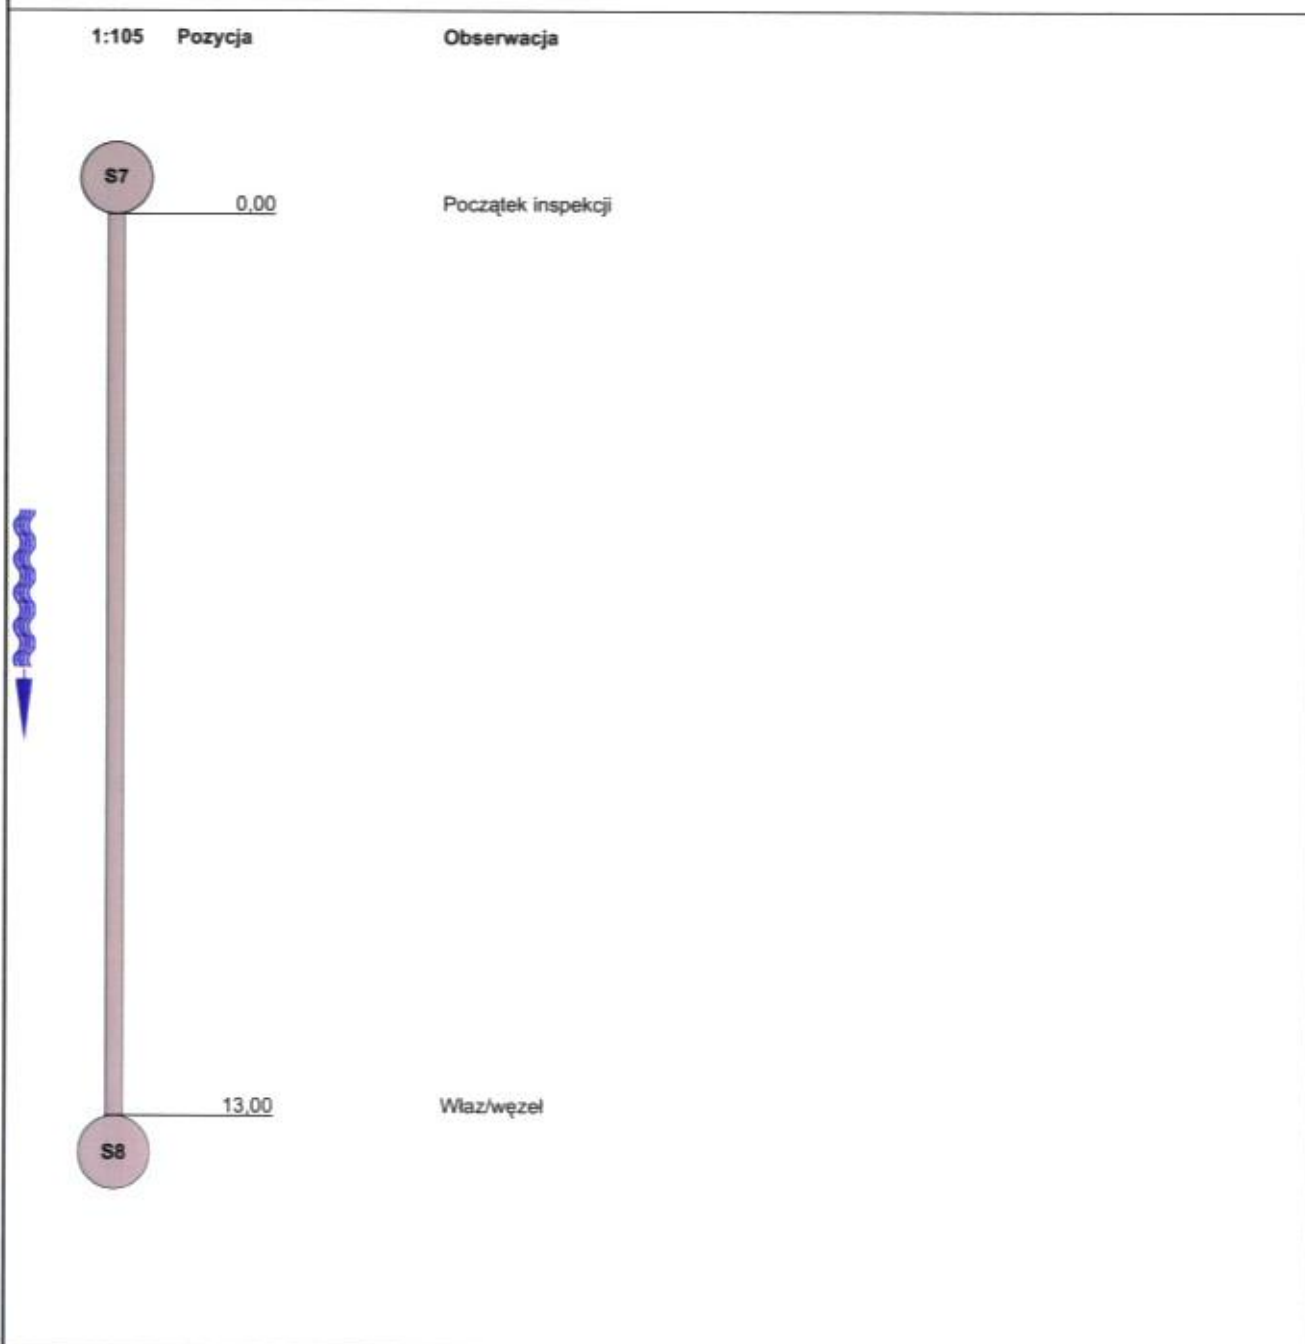 1:105 Pozycja Obserwacja
S7
0,00 Początek inspekcji
13,00 Właz/węzeł
S8